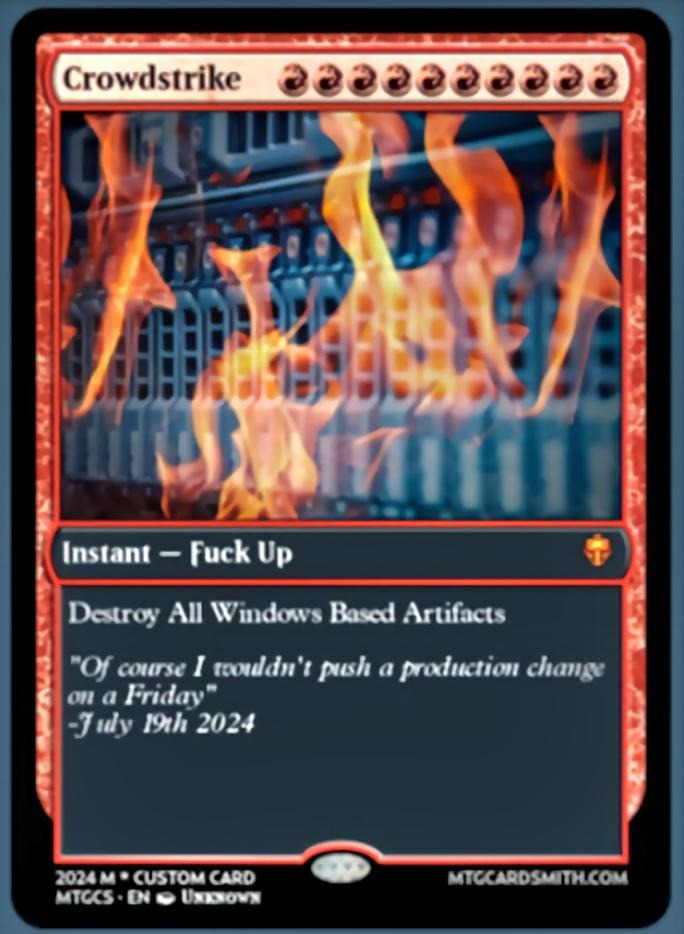 Crowdstrike
Instant — Fuck Up
Destroy All Windows Based Artifacts
"Of course I wouldn't push a production change
on a Friday"
-July 19th 2024
2024 M * CUSTOM CARD
MTGCARDSMITH.COM
MTGCS · EN UNKNOWN